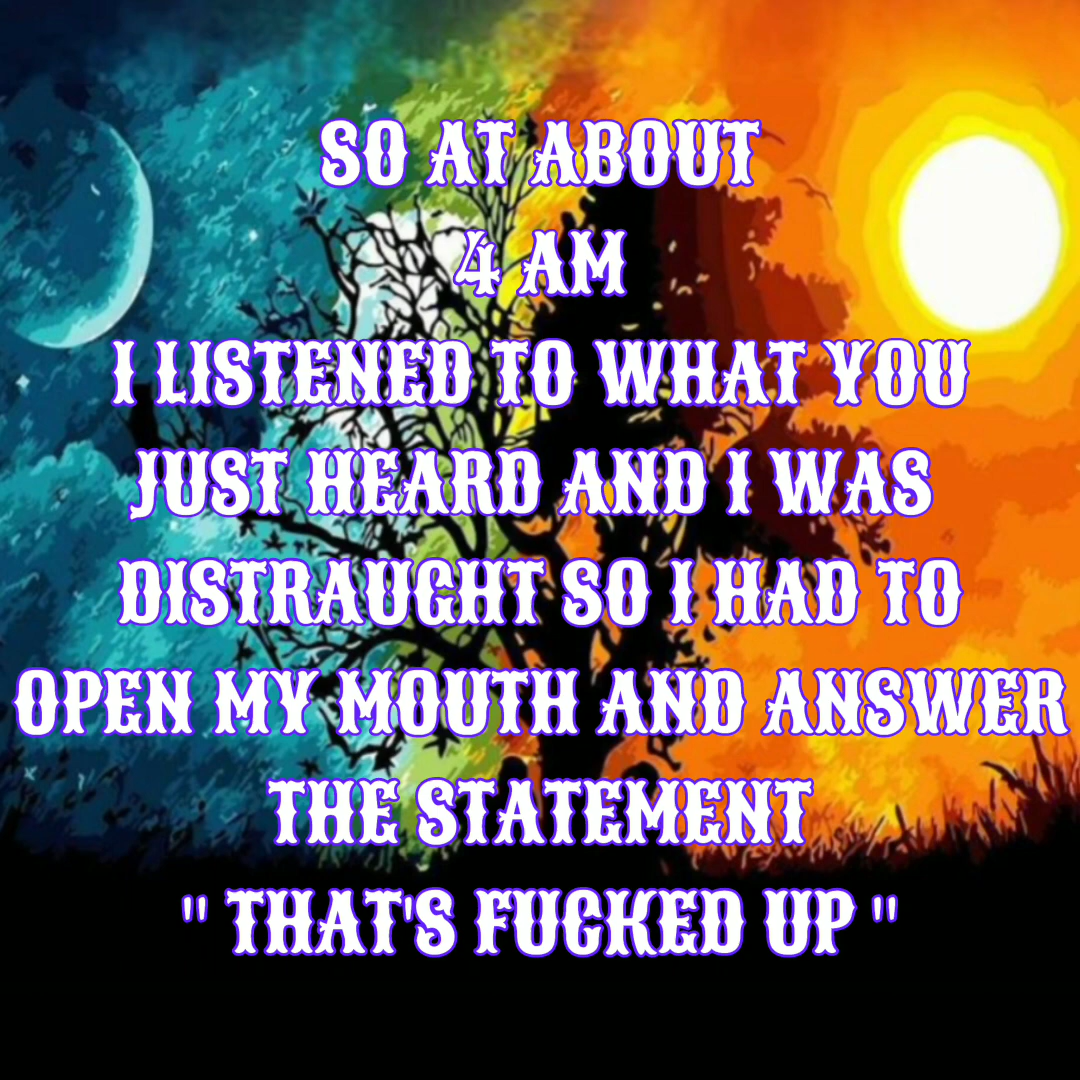 SO AT ABOUT
4 AM
I LISTENED TO WHAT YOU
JUST HEARD AND I WAS
DISTRAUGHT SO I HAD TO
OPEN MY MOUTH AND ANSWER
THE STATEMENT
" THAT'S FUCKED UP "